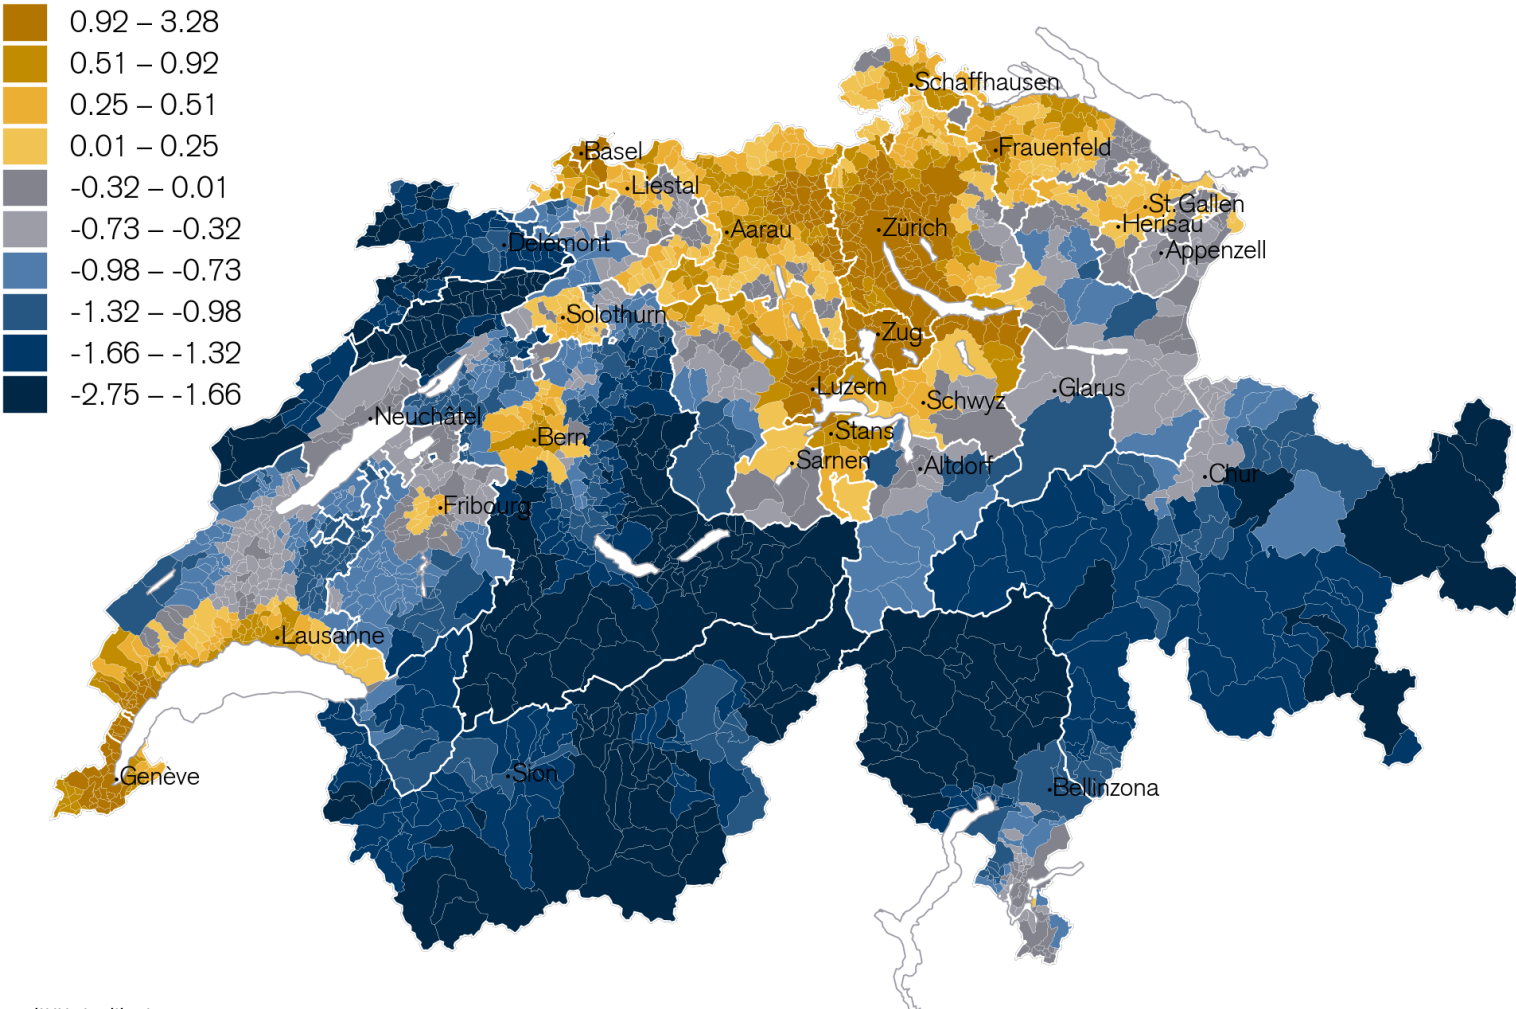 0.92 – 3.28
0.51 – 0.92
0.25 – 0.51
0.01 – 0.25
-0.32 – 0.01
-0.73 – -0.32
-0.98 – -0.73
-1.32 – -0.98
-1.66 – -1.32
-2.75 – -1.66
Schaffhausen
Basel
Frauenfeld
Liestal
St.Gallen
Aarau
Zürich
Herisau
Delémont
Appenzell
Solothurn
Zug
Luzern
Glarus
Schwyz
Neuchâtel
Bern
Stans
Sarnen
Altdorf
Chur
Fribourg
Lausanne
Genève
Sion
Bellinzona